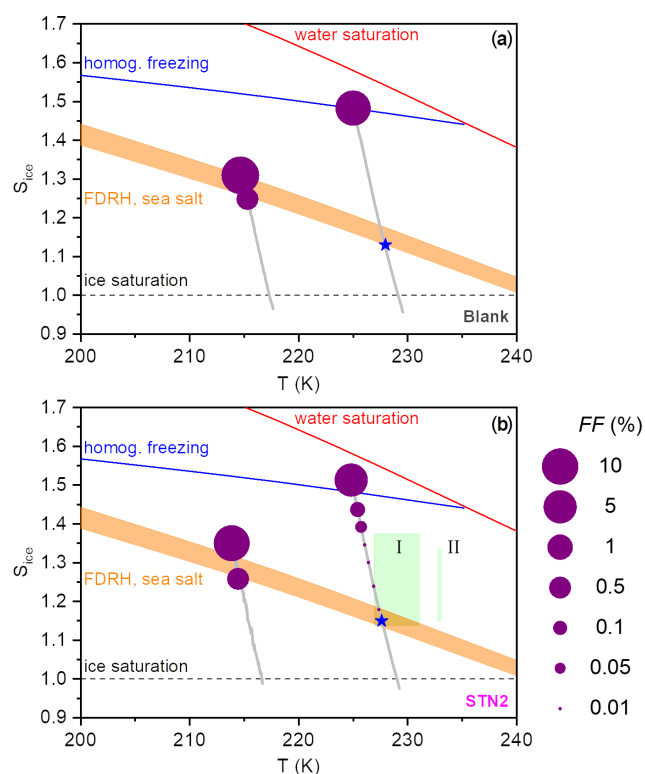 1.7
1.6
1.5
1.4
1.3
1.2
1.1
1.0
0.9
S_ice
water saturation
(a)
homog. freezing
FDRH, sea salt
ice saturation
Blank
200 210 220 230 240
T (K)
1.7
1.6
1.5
1.4
1.3
1.2
1.1
1.0
0.9
S_ice
water saturation
(b)
homog. freezing
I II
FDRH, sea salt
ice saturation
STN2
200 210 220 230 240
T (K)
FF (%)
10
5
1
0.5
0.1
0.05
0.01